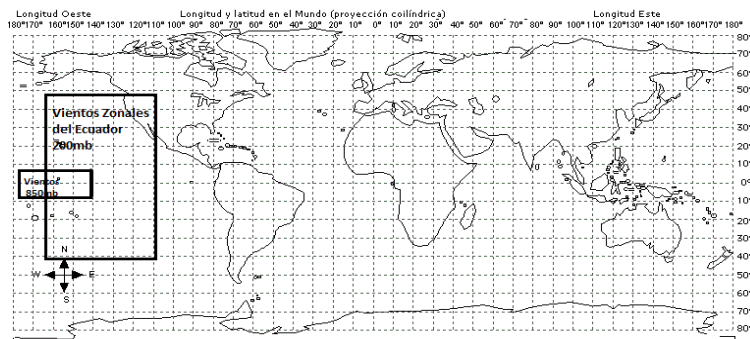 Longitud Oeste Longitud y latitud en el Mundo (proyección coilíndrica) Longitud Este
180° 170° 160° 150° 140° 130° 120° 110° 100° 90° 80° 70° 60° 50° 40° 30° 20° 10° 0° 10° 20° 30° 40° 50° 60° 70° 80° 90° 100° 110° 120° 130° 140° 150° 160° 170° 180°
80°
70°
60°
50°
40°
30°
20°
10°
0°
10°
20°
30°
40°
50°
60°
70°
80°
Vientos Zonales
del Ecuador
200mb
Vientos
850mb
N
W E
S